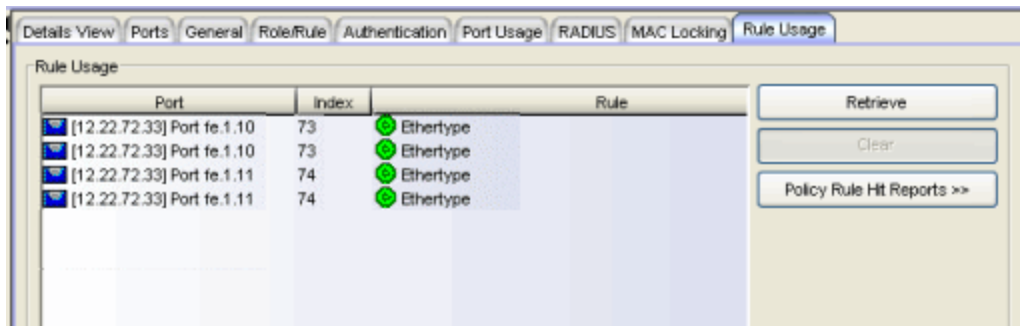 Details View Ports General Role/Rule Authentication Port Usage RADIUS MAC Locking Rule Usage
Rule Usage
Port Index Rule
[12.22.72.33] Port fe.1.10 73 Ethertype
[12.22.72.33] Port fe.1.10 73 Ethertype
[12.22.72.33] Port fe.1.11 74 Ethertype
[12.22.72.33] Port fe.1.11 74 Ethertype
Retrieve
Clear
Policy Rule Hit Reports >>